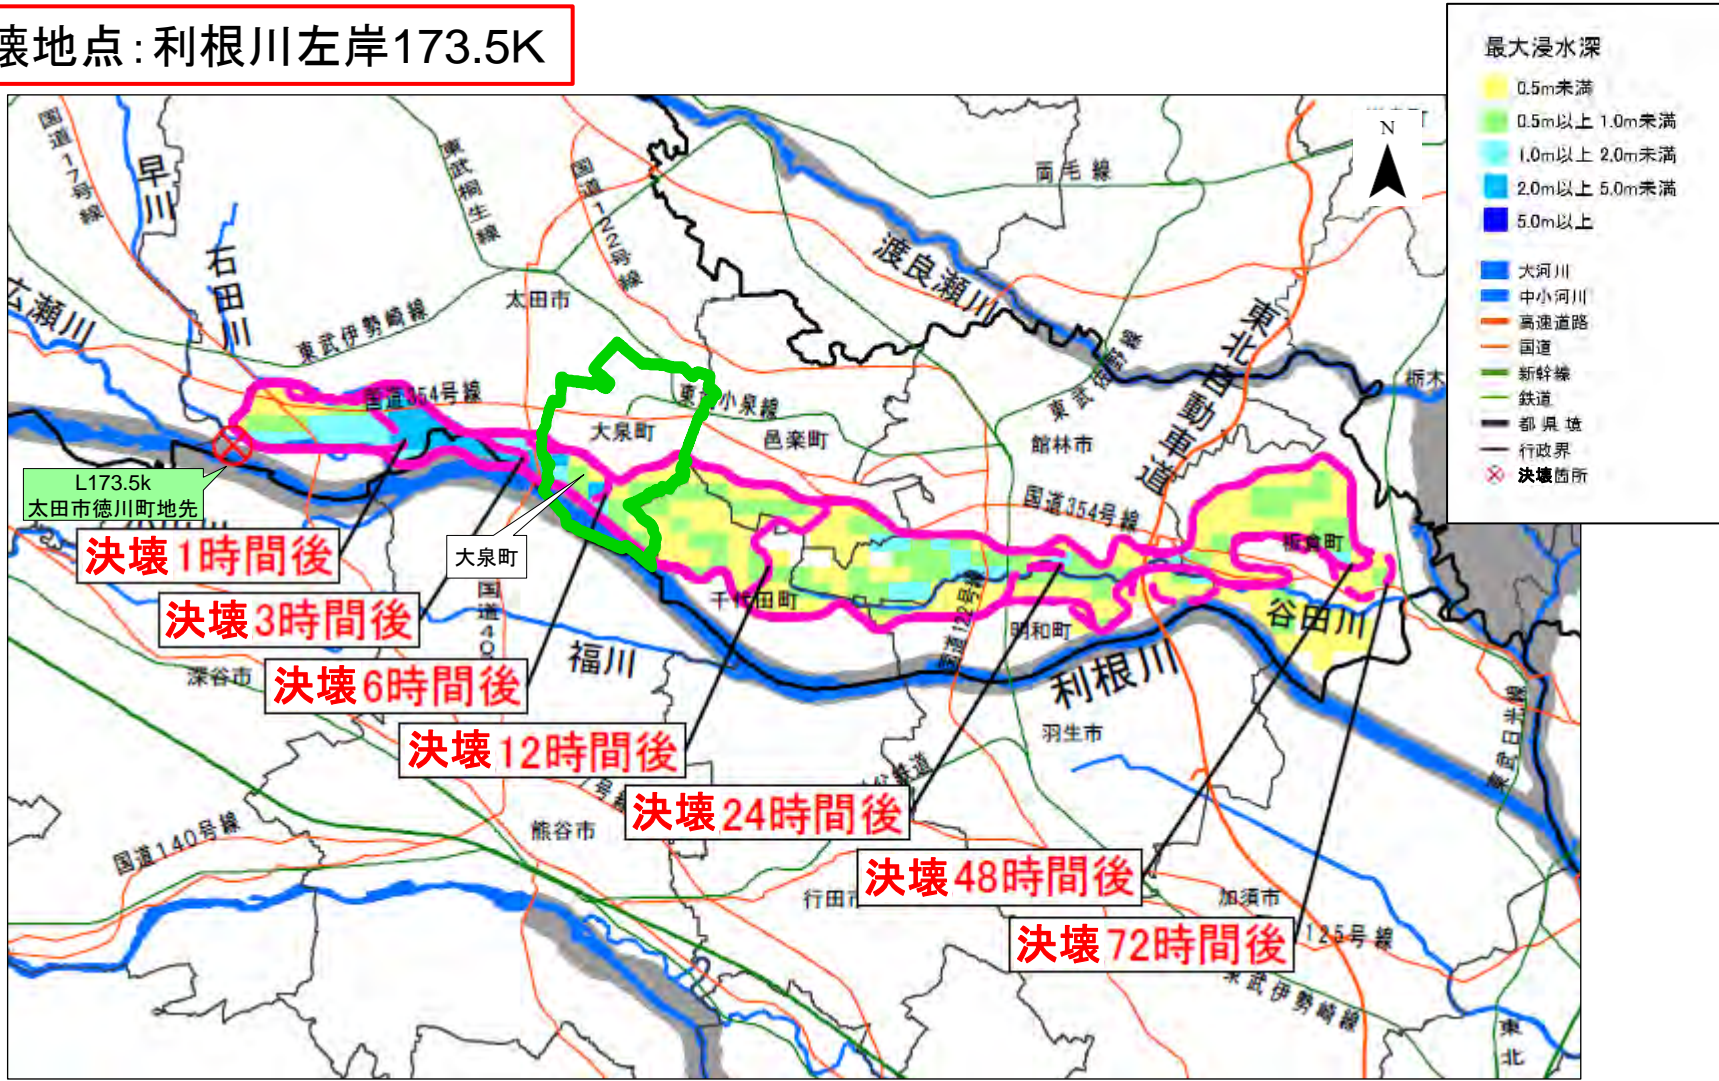 壊地点：利根川左岸173.5K
最大浸水深
0.5m未満
0.5m以上 1.0m未満
1.0m以上 2.0m未満
2.0m以上 5.0m未満
5.0m以上
大河川
中小河川
高速道路
国道
新幹線
鉄道
都県境
行政界
決壊箇所
N
国道17号線
早川
石田川
広瀬川
東武桐生線
国道122号線
両毛線
渡良瀬川
太田市
東武伊勢崎線
東北自動車道
栃木
国道354号線
小泉線
大泉町
邑楽町
館林市
国道354号線
L173.5k
太田市徳川町地先
大泉町
板倉町
千代田町
明和町
谷田川
国道122号線
利根川
福川
深谷市
羽生市
東武日光線
決壊1時間後
決壊3時間後
決壊6時間後
決壊12時間後
決壊24時間後
決壊48時間後
決壊72時間後
国道140号線
熊谷市
行田
加須市
125号線
東武伊勢崎線
東北